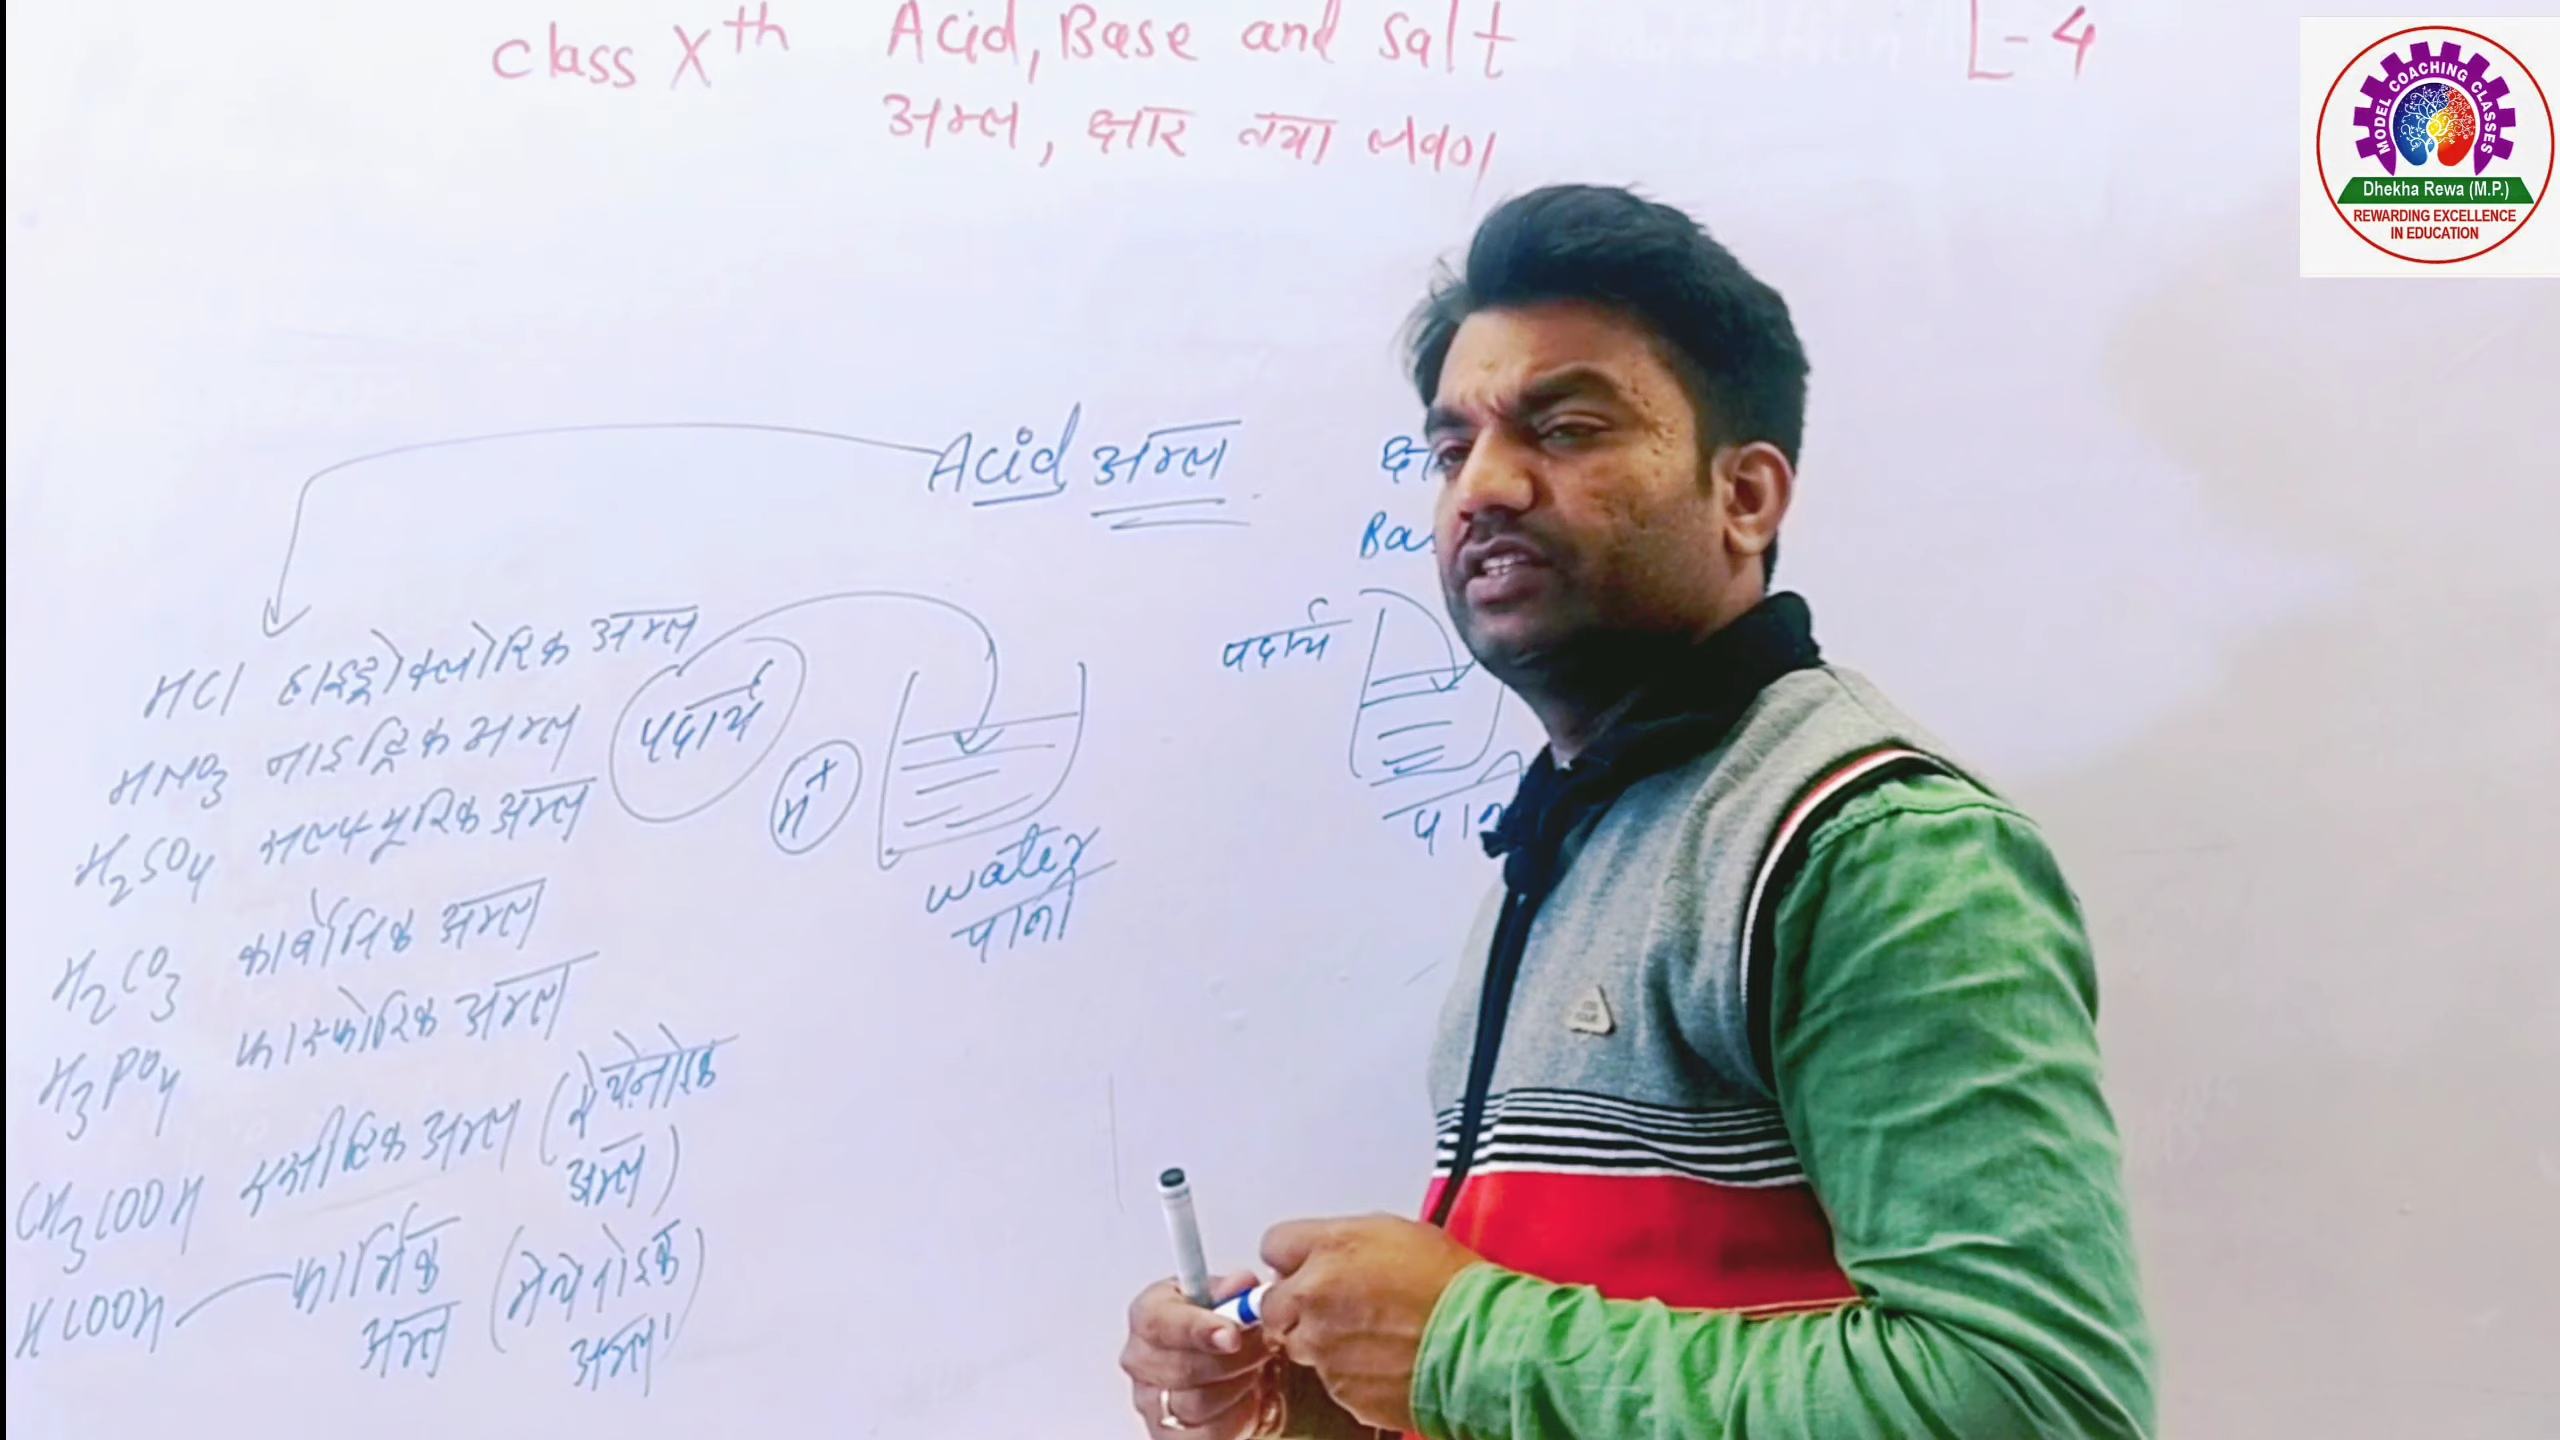 class Xth Acid, Base and Salt L-4
अम्ल, क्षार तथा लवण
MODEL COACHING CLASSES
Dhekha Rewa (M.P.)
REWARDING EXCELLENCE
IN EDUCATION
Acid अम्ल
क्षा
Bas
HCl हाइड्रोक्लोरिक अम्ल
HNO3 नाइट्रिक अम्ल
H2SO4 सल्फ्यूरिक अम्ल
H2CO3 कार्बोनिक अम्ल
H3PO4 फास्फोरिक अम्ल
CH3COOH एसीटिक अम्ल (मेथेनोइक
अम्ल)
HCOOH फार्मिक (मेथेनोइक
अम्ल अम्ल)
पदार्थ
H+
water
पानी
पदार्थ
पान